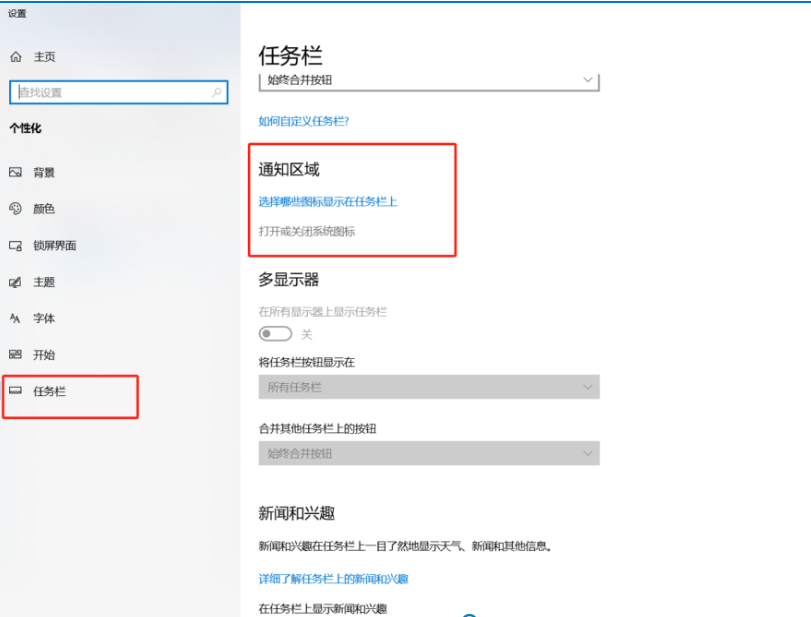 设置
主页
查找设置
个性化
背景
颜色
锁屏界面
主题
字体
开始
任务栏
任务栏
始终合并按钮
如何自定义任务栏?
通知区域
选择哪些图标显示在任务栏上
打开或关闭系统图标
多显示器
在所有显示器上显示任务栏
关
将任务栏按钮显示在
所有任务栏
合并其他任务栏上的按钮
始终合并按钮
新闻和兴趣
新闻和兴趣在任务栏上一目了然地显示天气、新闻和其他信息。
详细了解任务栏上的新闻和兴趣
在任务栏上显示新闻和兴趣